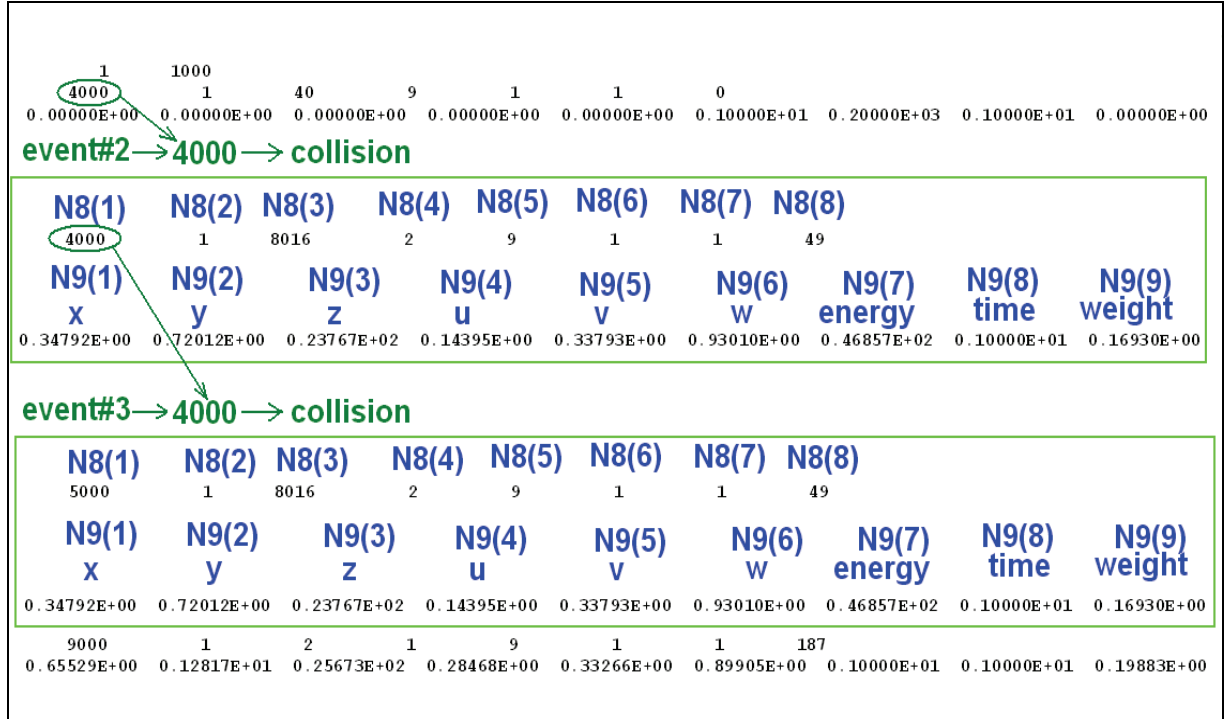 1 1000
4000 1 40 9 1 1 0
0.00000E+00 0.00000E+00 0.00000E+00 0.00000E+00 0.00000E+00 0.10000E+01 0.20000E+03 0.10000E+01 0.00000E+00
event#2 → 4000 → collision
N8(1) N8(2) N8(3) N8(4) N8(5) N8(6) N8(7) N8(8)
4000 1 8016 2 9 1 1 49
N9(1) N9(2) N9(3) N9(4) N9(5) N9(6) N9(7) N9(8) N9(9)
x y z u v w energy time weight
0.34792E+00 0.72012E+00 0.23767E+02 0.14395E+00 0.33793E+00 0.93010E+00 0.46857E+02 0.10000E+01 0.16930E+00
event#3 → 4000 → collision
N8(1) N8(2) N8(3) N8(4) N8(5) N8(6) N8(7) N8(8)
5000 1 8016 2 9 1 1 49
N9(1) N9(2) N9(3) N9(4) N9(5) N9(6) N9(7) N9(8) N9(9)
x y z u v w energy time weight
0.34792E+00 0.72012E+00 0.23767E+02 0.14395E+00 0.33793E+00 0.93010E+00 0.46857E+02 0.10000E+01 0.16930E+00
9000 1 2 1 9 1 1 187
0.65529E+00 0.12817E+01 0.25673E+02 0.28468E+00 0.33266E+00 0.89905E+00 0.10000E+01 0.10000E+01 0.19883E+00